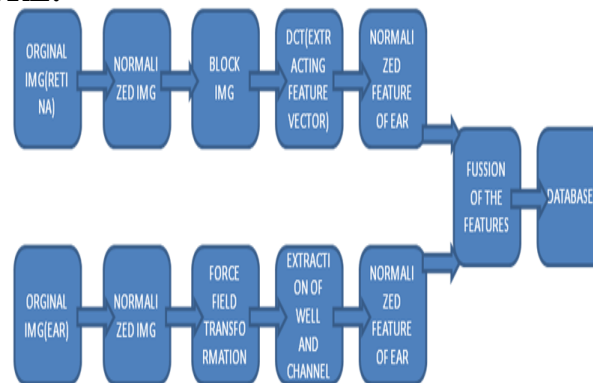 ORGINAL
IMG(RETI
NA)
NORMALI
ZED IMG
BLOCK
IMG
DCT(EXTR
ACTING
FEATURE
VECTOR)
NORMALI
ZED
FEATURE
OF EAR
FUSSION
OF THE
FEATURES
DATABASE
ORGINAL
IMG(EAR)
NORMALI
ZED IMG
FORCE
FIELD
TRANSFO
RMATION
EXTRACTI
ON OF
WELL
AND
CHANNEL
NORMALI
ZED
FEATURE
OF EAR